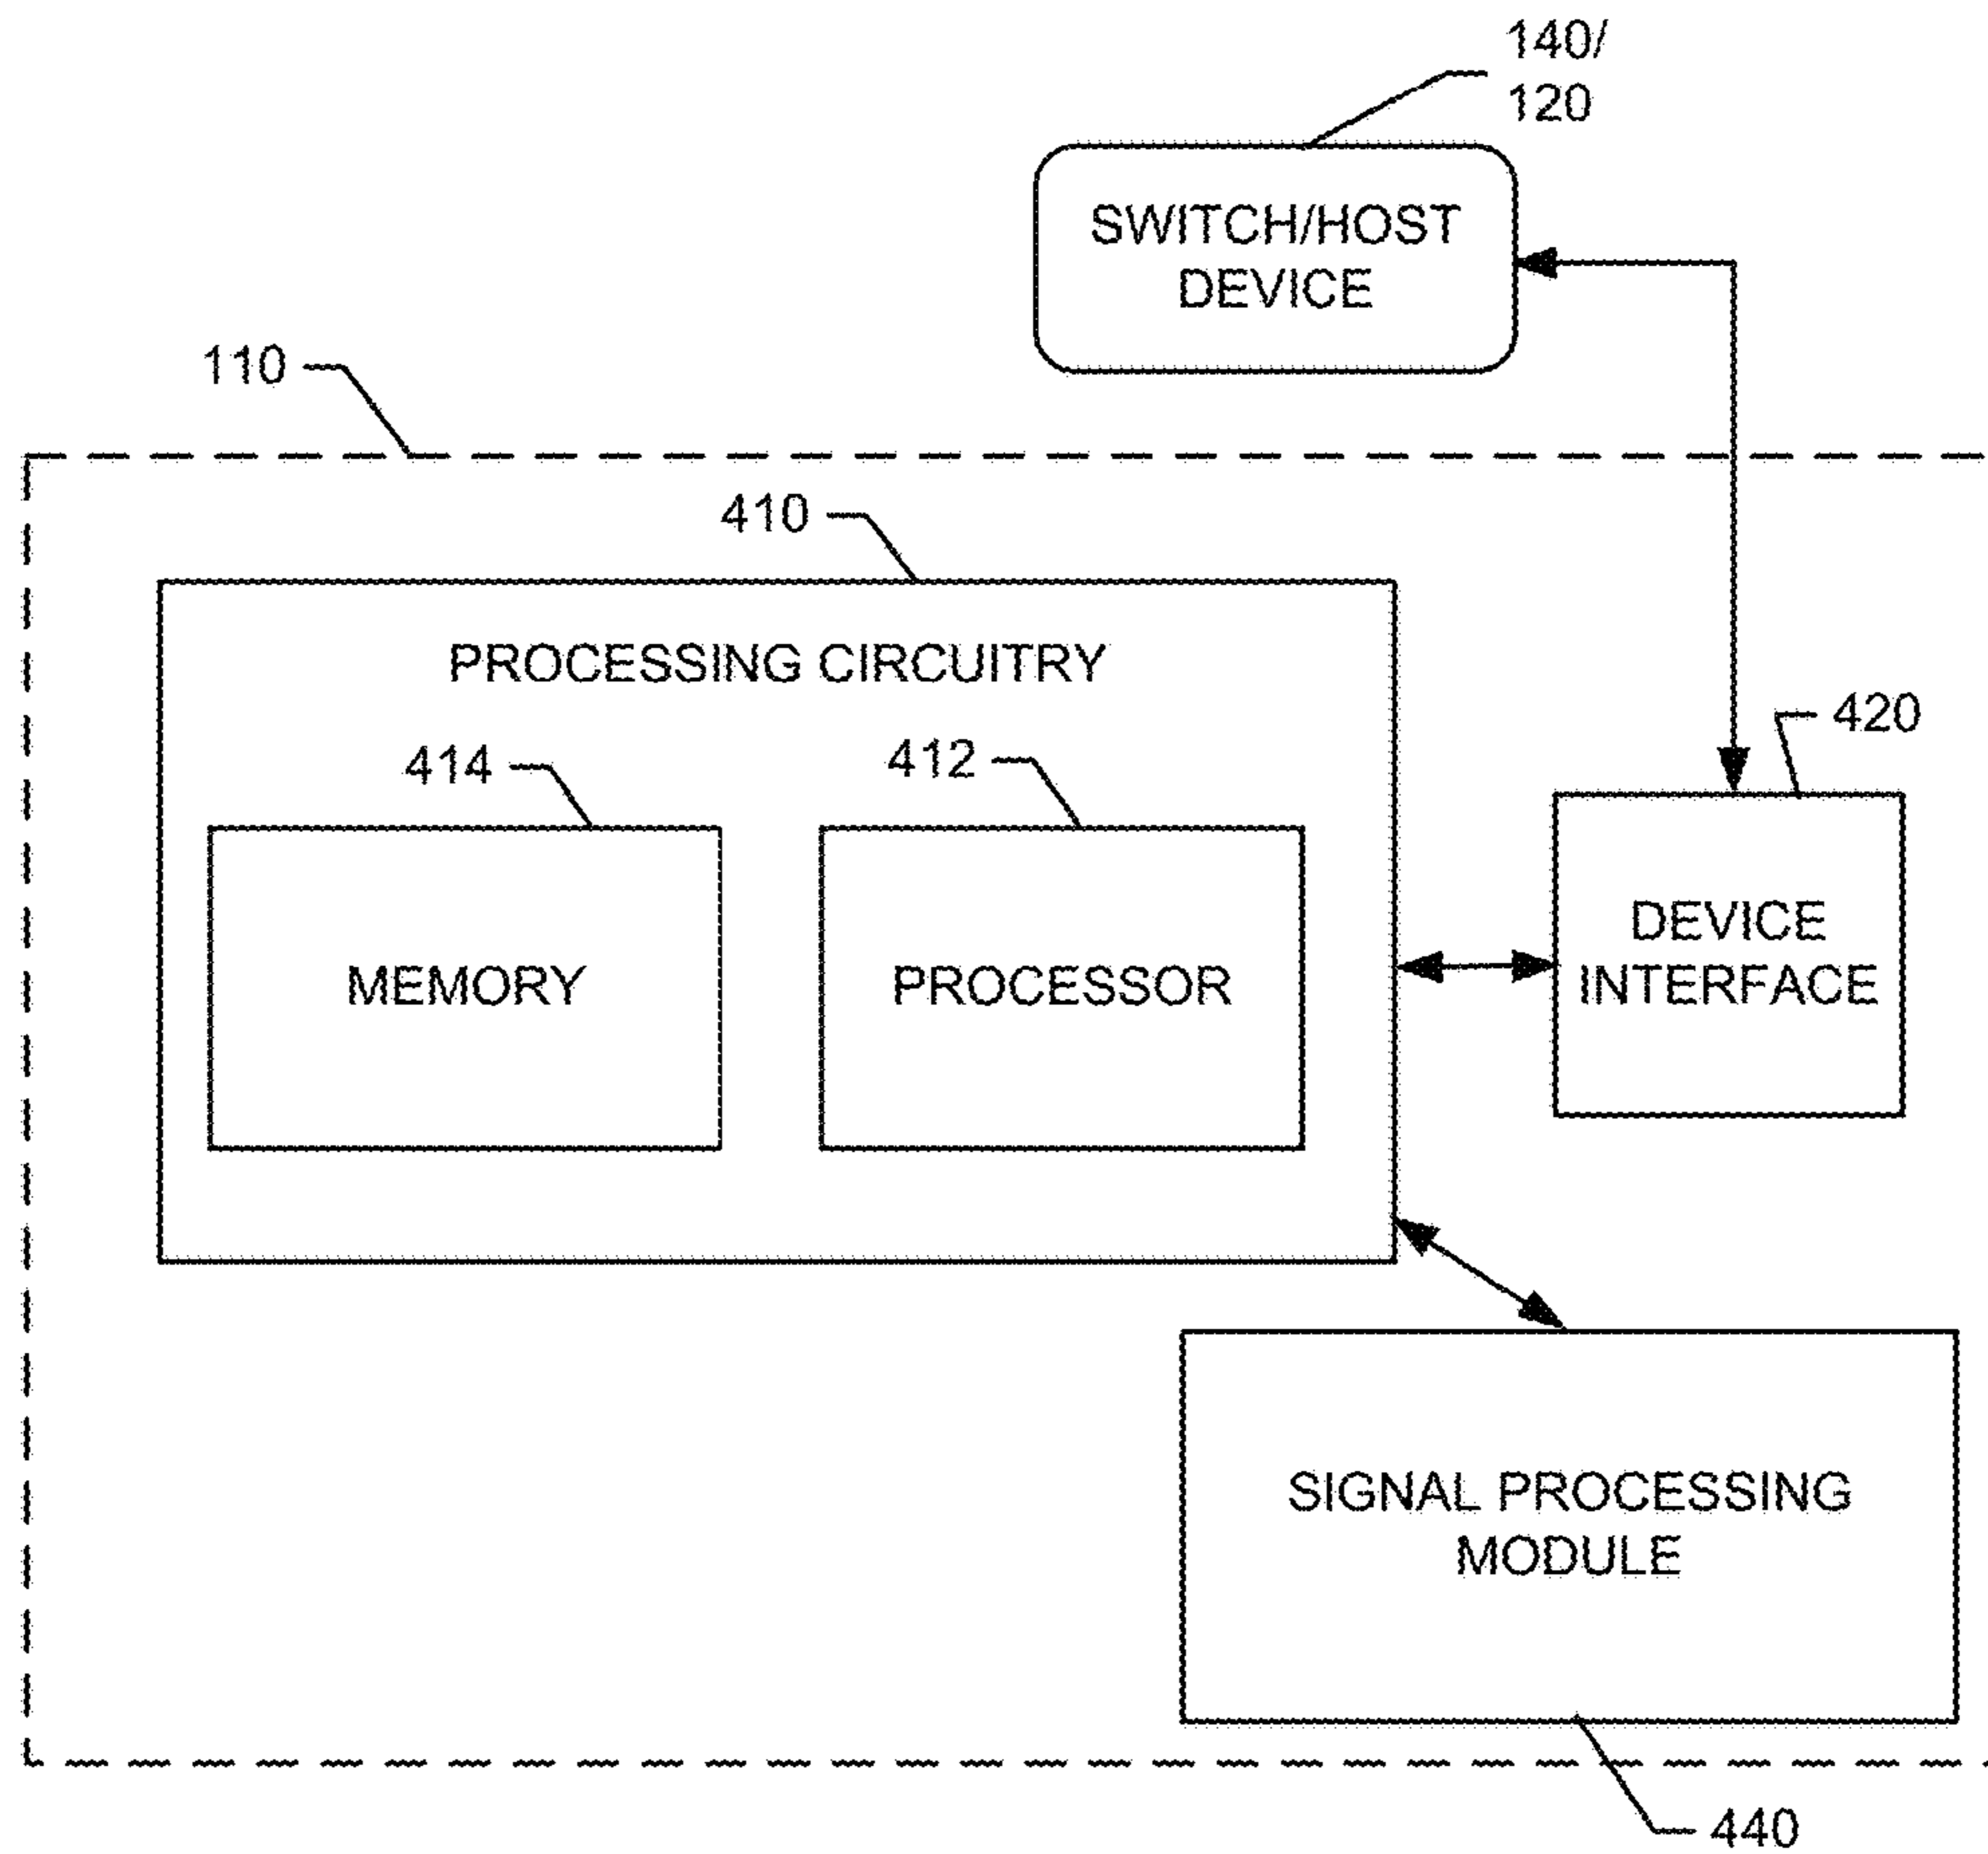 140/
120
SWITCH/HOST
DEVICE
110
410
PROCESSING CIRCUITRY
420
414
412
MEMORY
PROCESSOR
DEVICE
INTERFACE
SIGNAL PROCESSING
MODULE
440